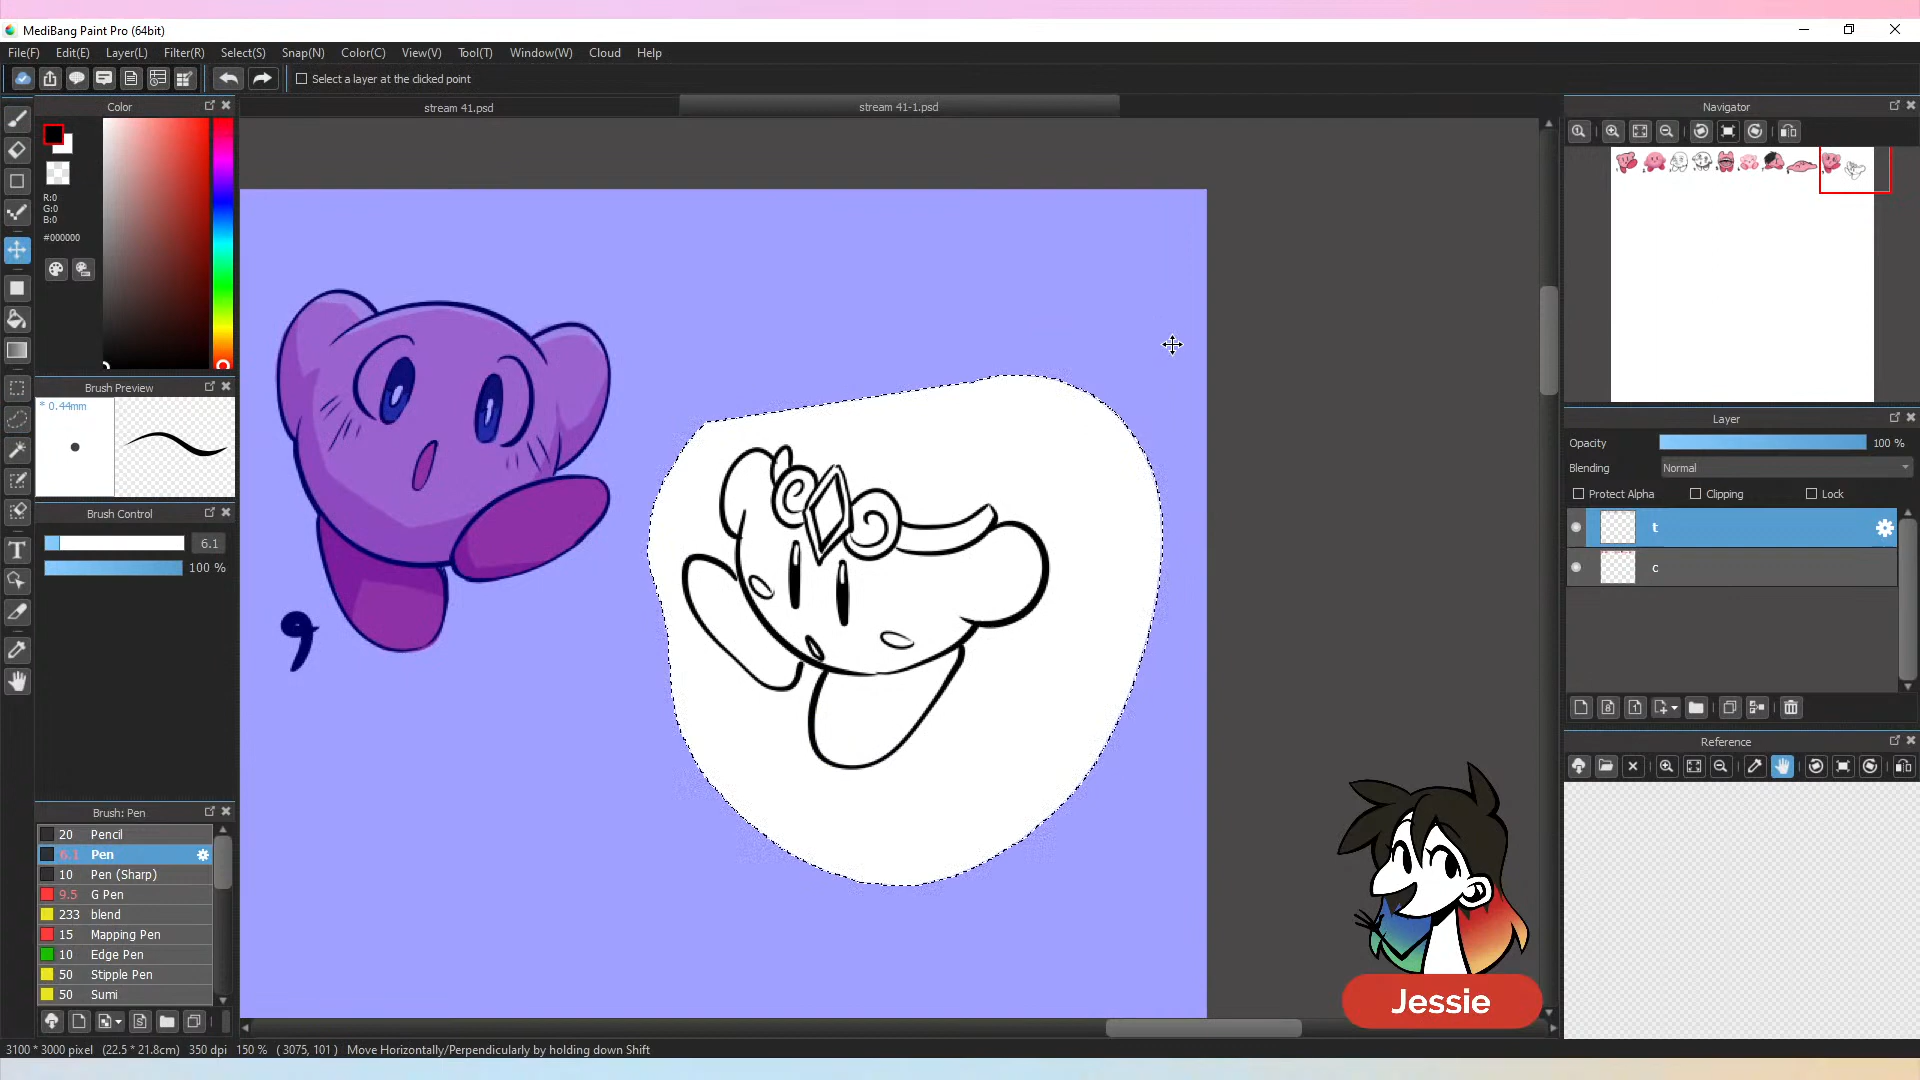 MediBang Paint Pro (64bit)
File(F) Edit(E) Layer(L) Filter(R) Select(S) Snap(N) Color(C) View(V) Tool(T) Window(W) Cloud Help
Select a layer at the clicked point
Color
stream 41.psd
stream 41-1.psd
Navigator
R:0
G:0
B:0
#000000
Brush Preview
* 0.44mm
Layer
Opacity 100 %
Blending Normal
Protect Alpha Clipping Lock
t
c
Brush Control
6.1
100 %
9
Reference
Brush: Pen
20 Pencil
6.1 Pen
10 Pen (Sharp)
9.5 G Pen
233 blend
15 Mapping Pen
10 Edge Pen
50 Stipple Pen
50 Sumi
Jessie
3100 * 3000 pixel (22.5 * 21.8cm) 350 dpi 150 % ( 3075, 101 ) Move Horizontally/Perpendicularly by holding down Shift